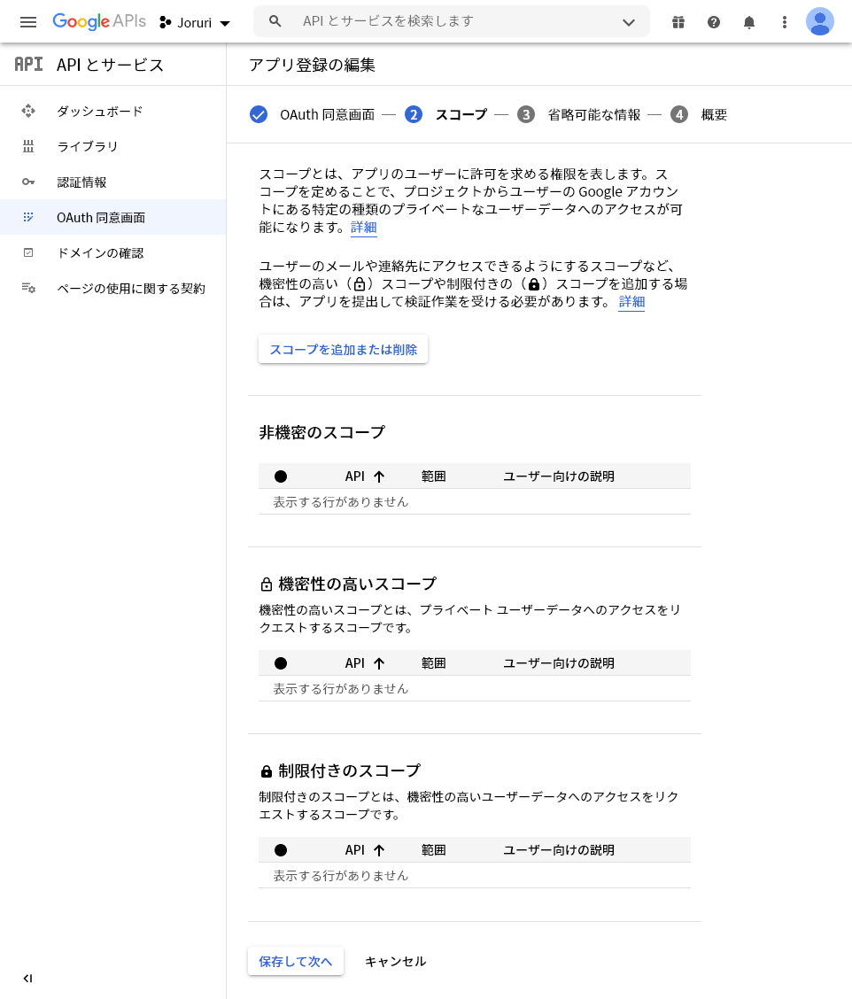 Google APIs Joruri API とサービスを検索します
API API とサービス
アプリ登録の編集
ダッシュボード
ライブラリ
認証情報
OAuth 同意画面
ドメインの確認
ページの使用に関する契約
OAuth 同意画面 — 2 スコープ — 3 省略可能な情報 — 4 概要
スコープとは、アプリのユーザーに許可を求める権限を表します。ス
コープを定めることで、プロジェクトからユーザーの Google アカウン
トにある特定の種類のプライベートなユーザーデータへのアクセスが可
能になります。詳細
ユーザーのメールや連絡先にアクセスできるようにするスコープなど、
機密性の高い（）スコープや制限付きの（）スコープを追加する場
合は、アプリを提出して検証作業を受ける必要があります。 詳細
スコープを追加または削除
非機密のスコープ
API ↑ 範囲 ユーザー向けの説明
表示する行がありません
機密性の高いスコープ
機密性の高いスコープとは、プライベート ユーザーデータへのアクセスをリ
クエストするスコープです。
API ↑ 範囲 ユーザー向けの説明
表示する行がありません
制限付きのスコープ
制限付きのスコープとは、機密性の高いユーザーデータへのアクセスをリク
エストするスコープです。
API ↑ 範囲 ユーザー向けの説明
表示する行がありません
保存して次へ キャンセル